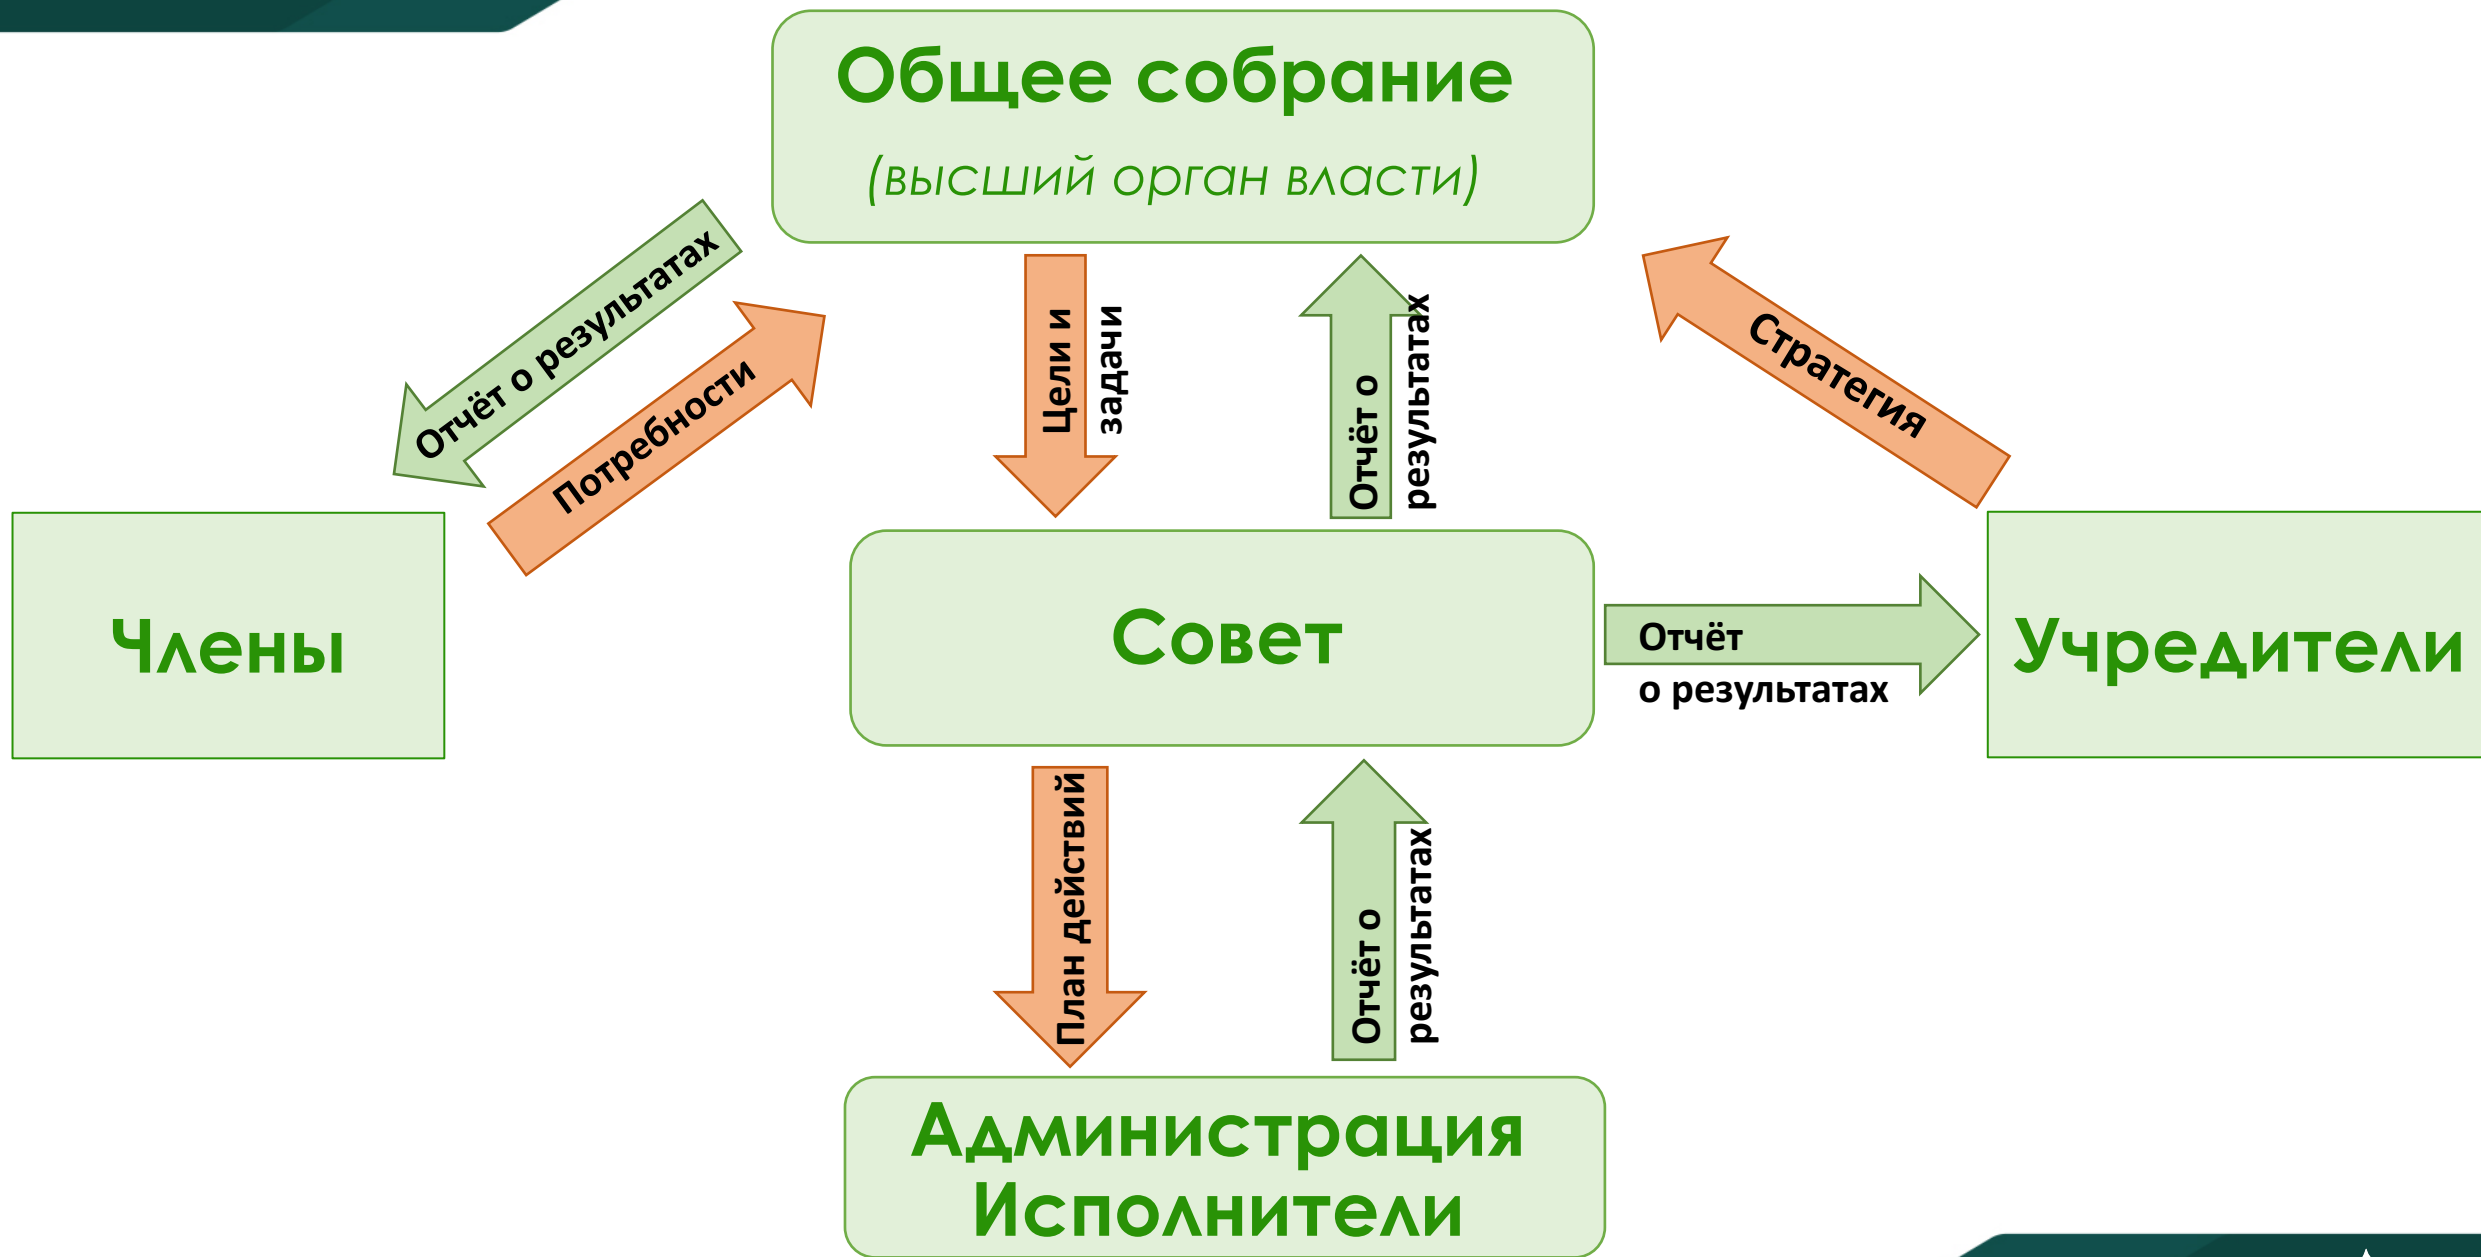 Общее собрание
(высший орган власти)
Отчёт о результатах
Потребности
Цели и
задачи
Отчёт о
результатах
Стратегия
Члены
Совет
Отчёт
о результатах
Учредители
План действий
Отчёт о
результатах
Администрация
Исполнители